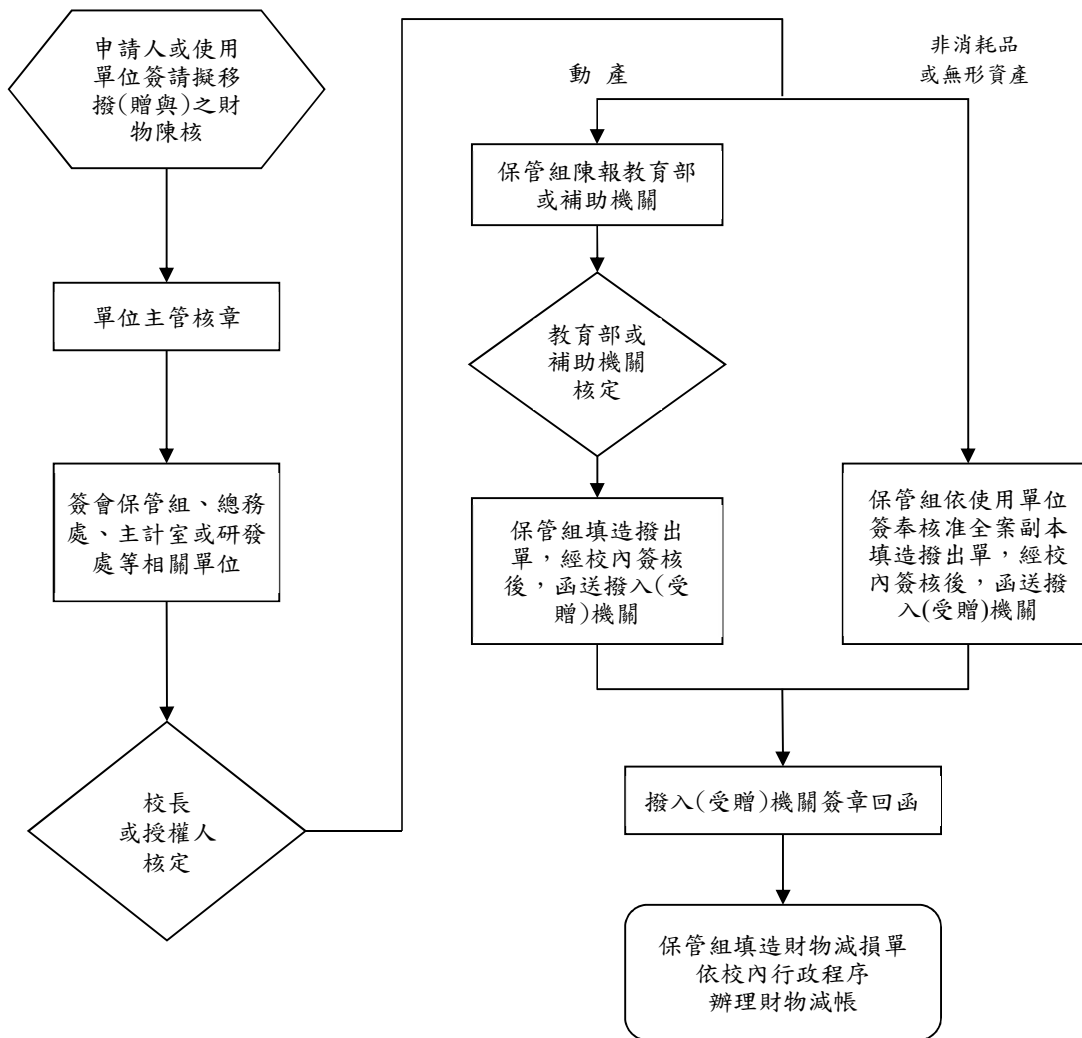 申請人或使用
單位簽請擬移
撥(贈與)之財
物陳核
單位主管核章
簽會保管組、總務
處、主計室或研發
處等相關單位
校長
或授權人
核定
動 產
保管組陳報教育部
或補助機關
教育部或
補助機關
核定
保管組填造撥出
單，經校內簽核
後，函送撥入(受
贈)機關
非消耗品
或無形資產
保管組依使用單位
簽奉核准全案副本
填造撥出單，經校
內簽核後，函送撥
入(受贈)機關
撥入(受贈)機關簽章回函
保管組填造財物減損單
依校內行政程序
辦理財物減帳